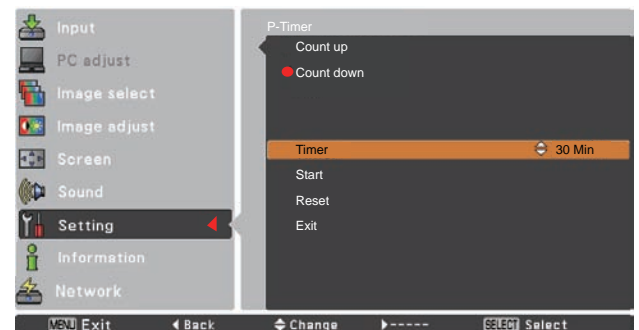 Input
PC adjust
Image select
Image adjust
Screen
Sound
Setting
Information
Network
P-Timer
Count up
Count down
Timer 30 Min
Start
Reset
Exit
MENU Exit Back Change ----- SELECT Select